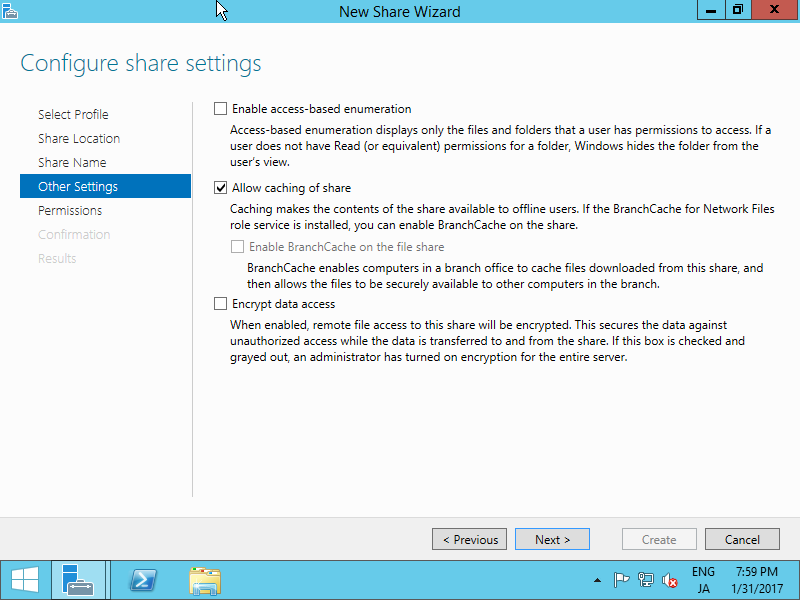 New Share Wizard
Configure share settings
Select Profile
Share Location
Share Name
Other Settings
Permissions
Confirmation
Results
Enable access-based enumeration
Access-based enumeration displays only the files and folders that a user has permissions to access. If a
user does not have Read (or equivalent) permissions for a folder, Windows hides the folder from the
user's view.
Allow caching of share
Caching makes the contents of the share available to offline users. If the BranchCache for Network Files
role service is installed, you can enable BranchCache on the share.
Enable BranchCache on the file share
BranchCache enables computers in a branch office to cache files downloaded from this share, and
then allows the files to be securely available to other computers in the branch.
Encrypt data access
When enabled, remote file access to this share will be encrypted. This secures the data against
unauthorized access while the data is transferred to and from the share. If this box is checked and
grayed out, an administrator has turned on encryption for the entire server.
< Previous
Next >
Create
Cancel
ENG
JA
7:59 PM
1/31/2017